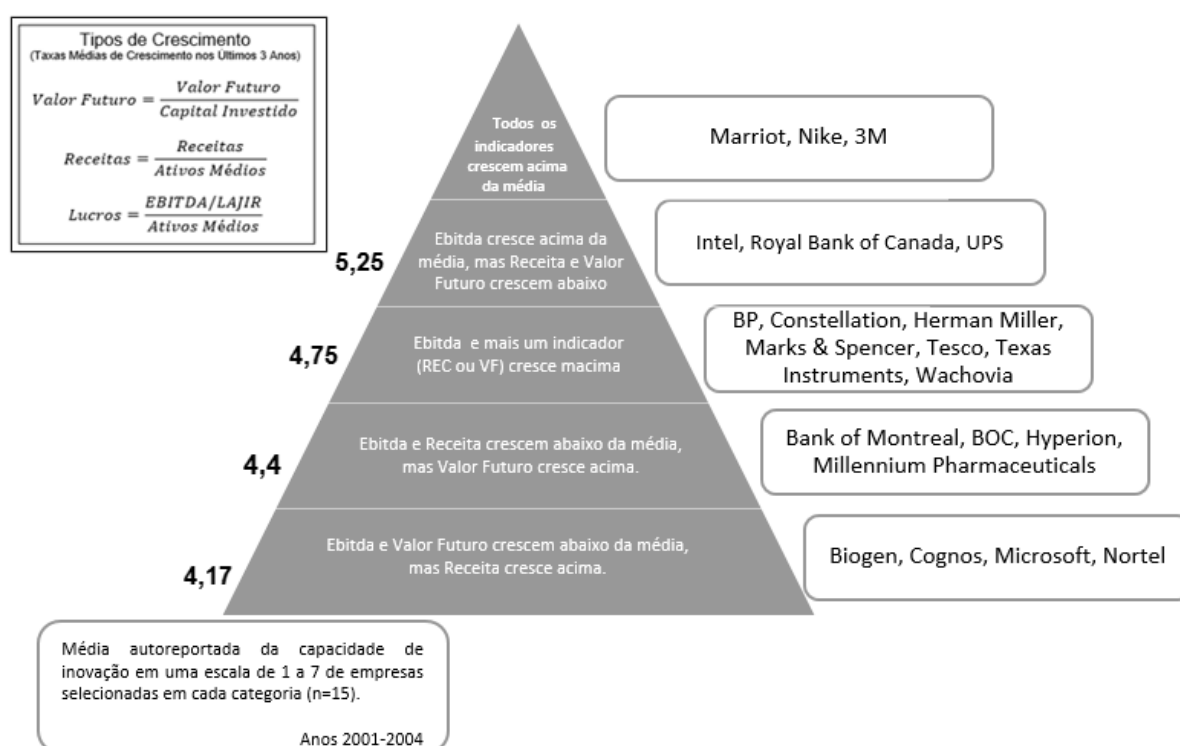 Tipos de Crescimento
(Taxas Médias de Crescimento nos Últimos 3 Anos)
Valor Futuro = Valor Futuro / Capital Investido
Receitas = Receitas / Ativos Médios
Lucros = EBITDA/LAJIR / Ativos Médios
Todos os
indicadores
crescem acima
da média
Marriot, Nike, 3M
5,25
Ebitda cresce acima da
média, mas Receita e Valor
Futuro crescem abaixo
Intel, Royal Bank of Canada, UPS
4,75
Ebitda e mais um indicador
(REC ou VF) cresce macima
BP, Constellation, Herman Miller,
Marks & Spencer, Tesco, Texas
Instruments, Wachovia
4,4
Ebitda e Receita crescem abaixo da média,
mas Valor Futuro cresce acima.
Bank of Montreal, BOC, Hyperion,
Millennium Pharmaceuticals
4,17
Ebitda e Valor Futuro crescem abaixo da média,
mas Receita cresce acima.
Biogen, Cognos, Microsoft, Nortel
Média autoreportada da capacidade de
inovação em uma escala de 1 a 7 de empresas
selecionadas em cada categoria (n=15).
Anos 2001-2004